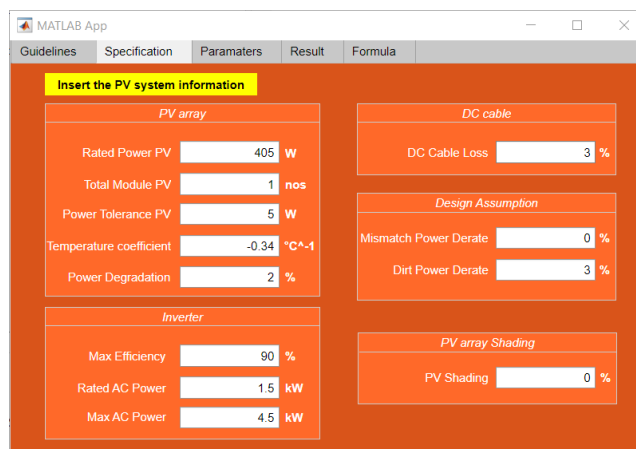 MATLAB App
Guidelines Specification Paramaters Result Formula
Insert the PV system information
PV array
Rated Power PV 405 W
Total Module PV 1 nos
Power Tolerance PV 5 W
Temperature coefficient -0.34 °C^-1
Power Degradation 2 %
Inverter
Max Efficiency 90 %
Rated AC Power 1.5 kW
Max AC Power 4.5 kW
DC cable
DC Cable Loss 3 %
Design Assumption
Mismatch Power Derate 0 %
Dirt Power Derate 3 %
PV array Shading
PV Shading 0 %